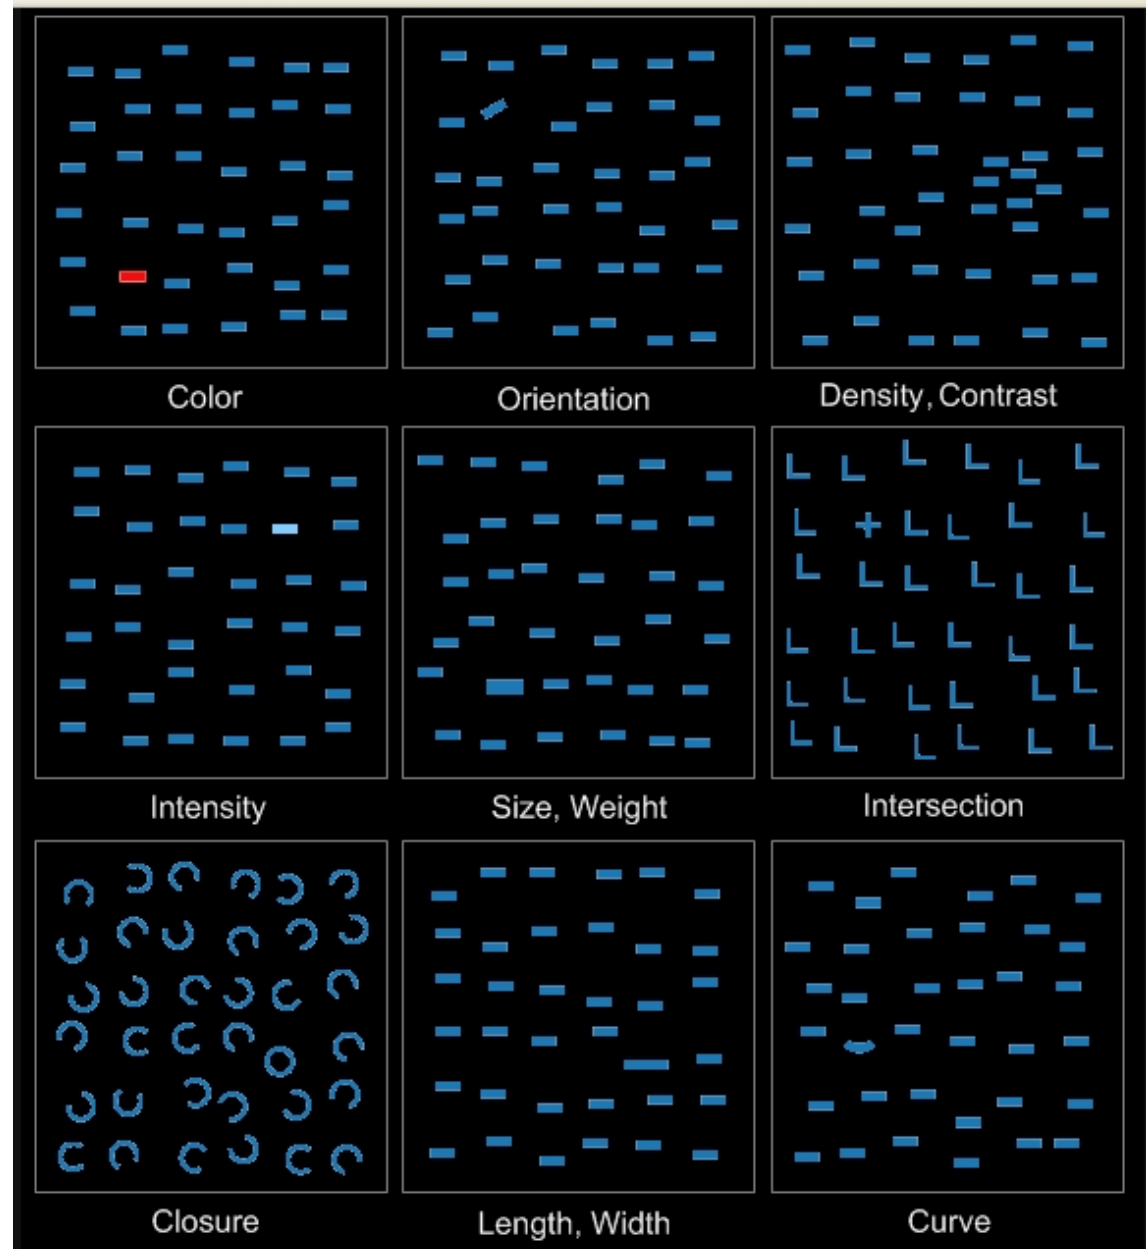 Color
Orientation
Density, Contrast
Intensity
Size, Weight
Intersection
Closure
Length, Width
Curve